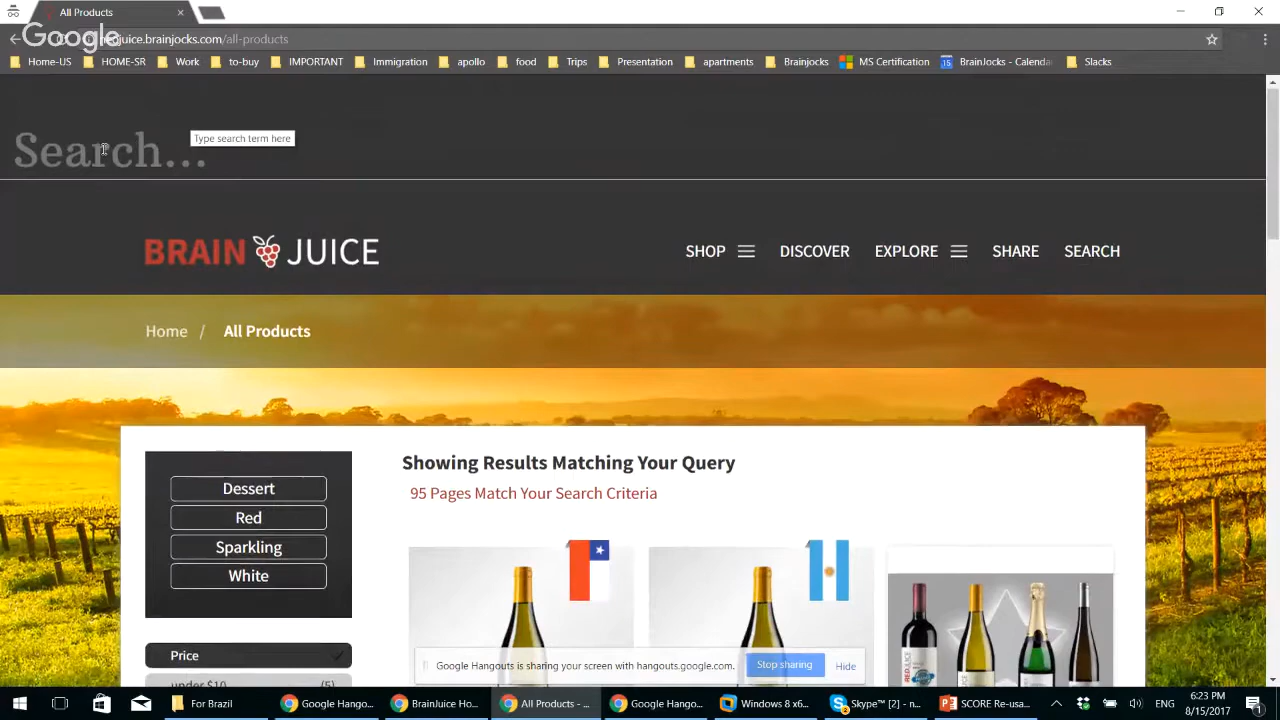 All Products
Google
juice.brainjocks.com/all-products
Home-US HOME-SR Work to-buy IMPORTANT Immigration apollo food Trips Presentation apartments Brainjocks MS Certification 15 BrainJocks - Calenda Slacks
Search...
Type search term here
BRAIN JUICE
SHOP DISCOVER EXPLORE SHARE SEARCH
Home / All Products
Showing Results Matching Your Query
95 Pages Match Your Search Criteria
Dessert
Red
Sparkling
White
Price
under $10 (5)
Google Hangouts is sharing your screen with hangouts.google.com. Stop sharing Hide
For Brazil Google Hango... BrainJuice Ho... All Products - ... Google Hango... Windows 8 x6... Skype™ [2] - n... SCORE Re-usa...
ENG
6:23 PM
8/15/2017